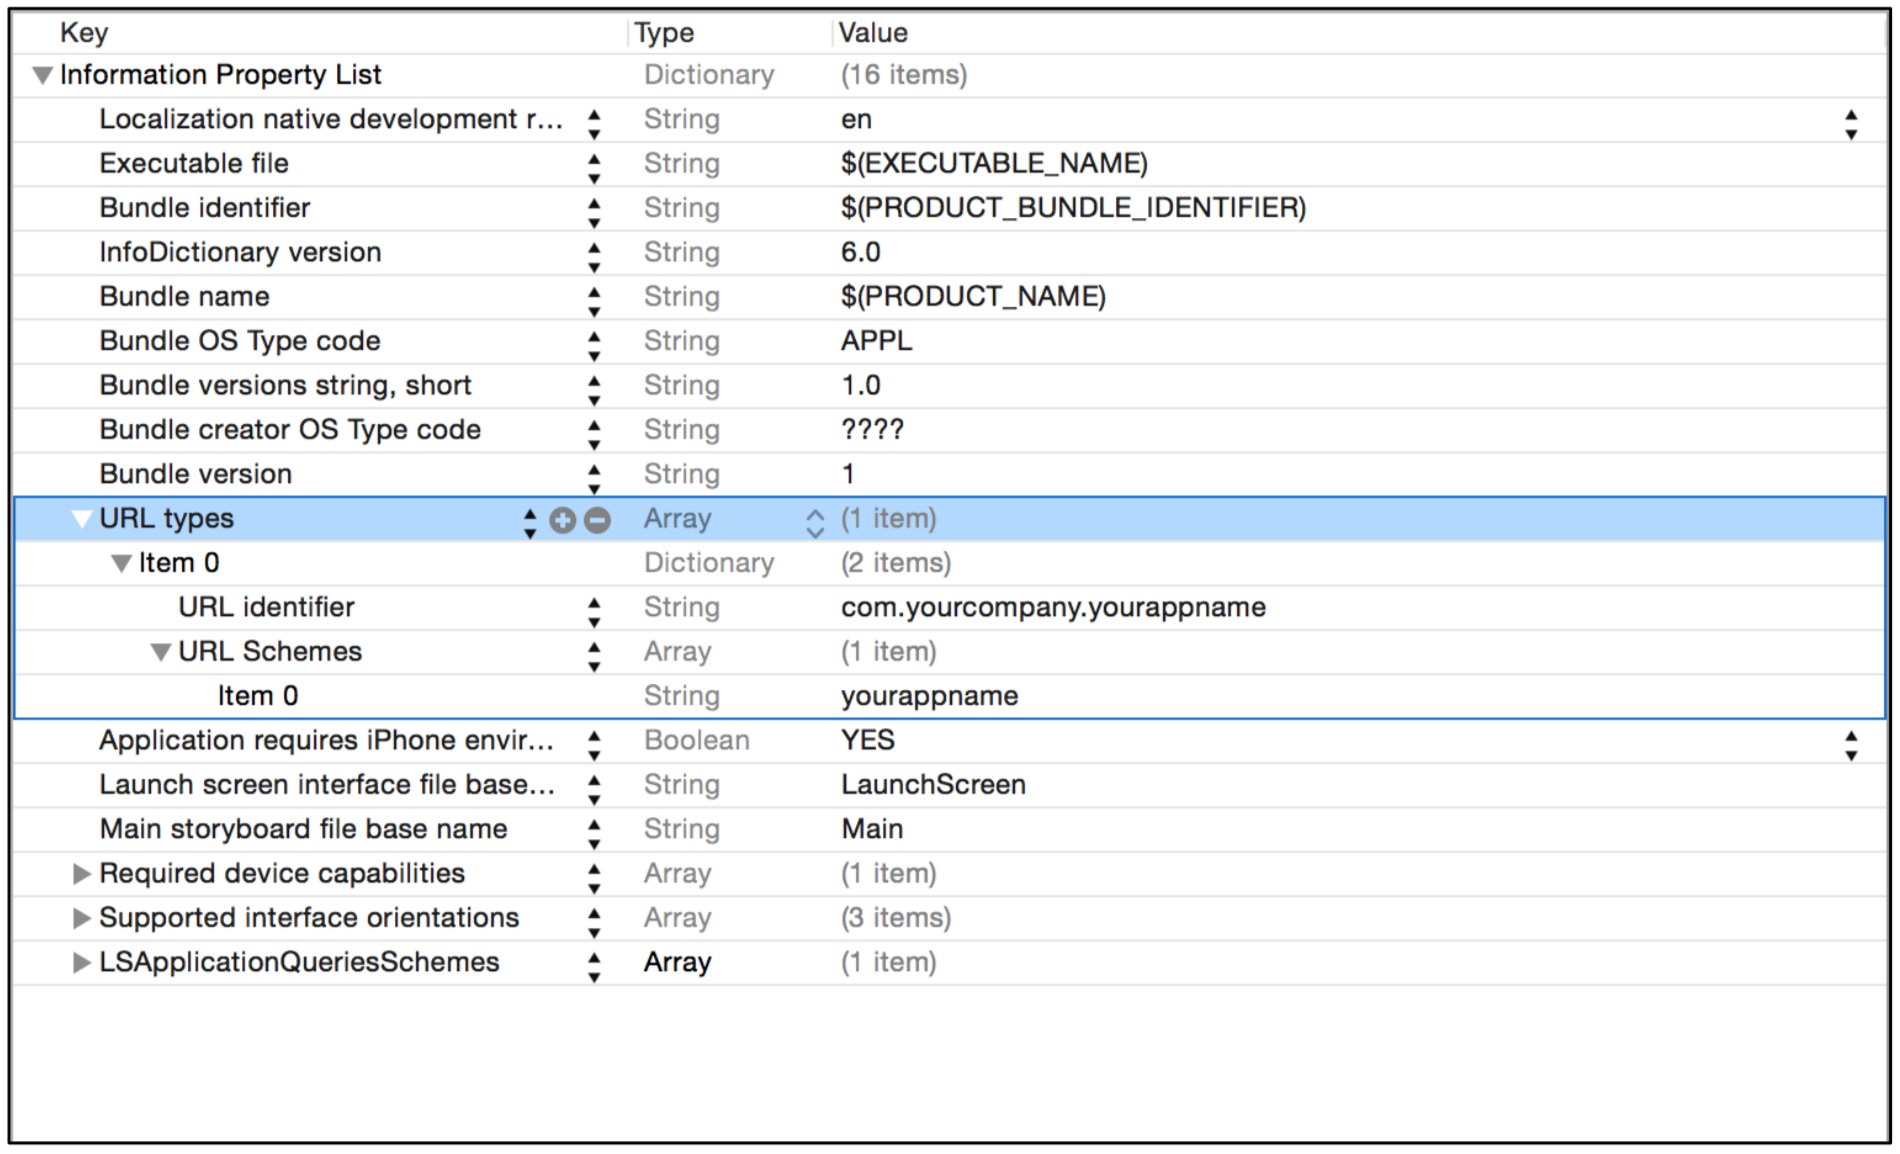 Key Type Value
Information Property List Dictionary (16 items)
Localization native development r... String en
Executable file String $(EXECUTABLE_NAME)
Bundle identifier String $(PRODUCT_BUNDLE_IDENTIFIER)
InfoDictionary version String 6.0
Bundle name String $(PRODUCT_NAME)
Bundle OS Type code String APPL
Bundle versions string, short String 1.0
Bundle creator OS Type code String ????
Bundle version String 1
URL types Array (1 item)
Item 0 Dictionary (2 items)
URL identifier String com.yourcompany.yourappname
URL Schemes Array (1 item)
Item 0 String yourappname
Application requires iPhone envir... Boolean YES
Launch screen interface file base... String LaunchScreen
Main storyboard file base name String Main
Required device capabilities Array (1 item)
Supported interface orientations Array (3 items)
LSApplicationQueriesSchemes Array (1 item)